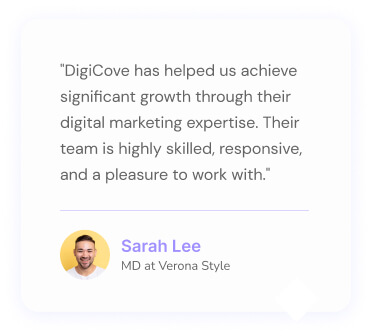 "DigiCove has helped us achieve
significant growth through their
digital marketing expertise. Their
team is highly skilled, responsive,
and a pleasure to work with."
Sarah Lee
MD at Verona Style